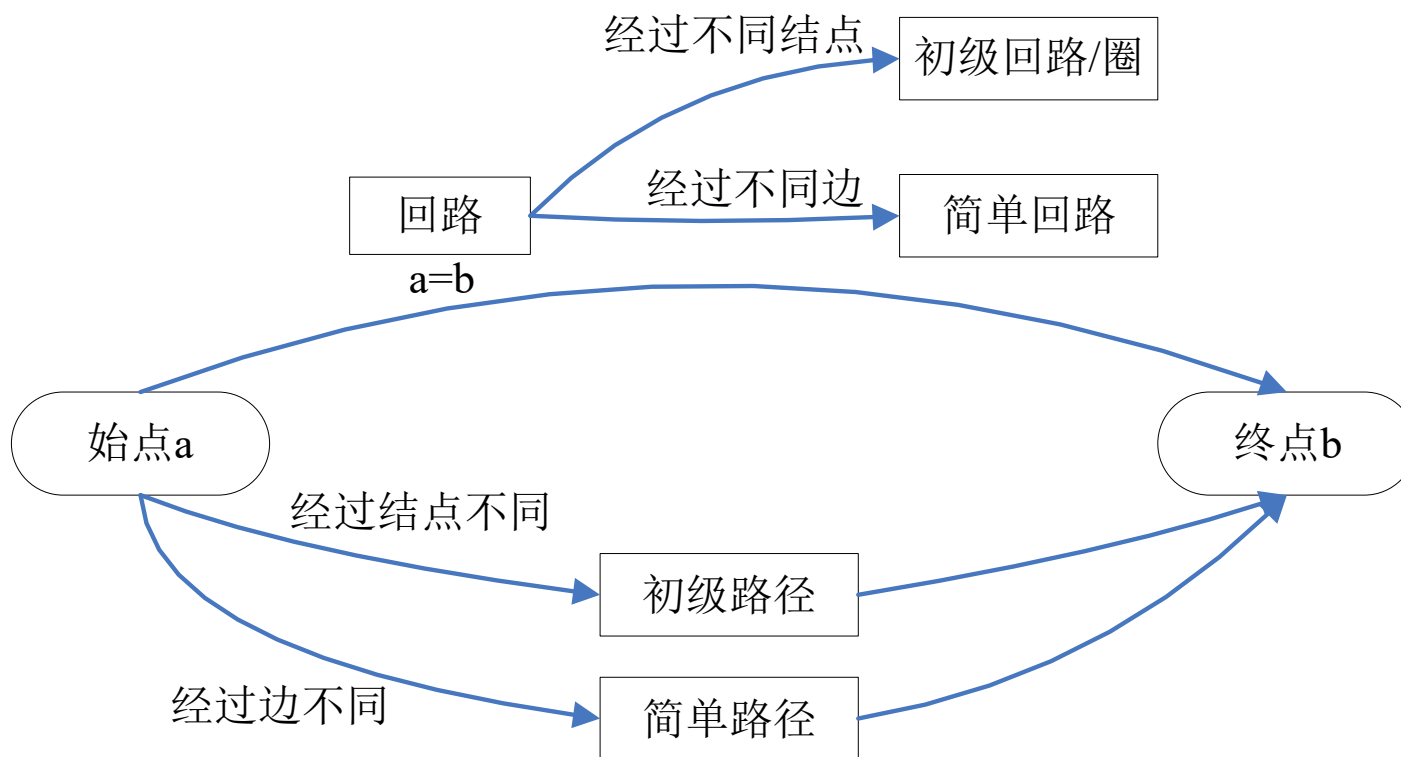 经过不同结点
初级回路/圈
经过不同边
回路
简单回路
a=b
始点a
终点b
经过结点不同
初级路径
经过边不同
简单路径